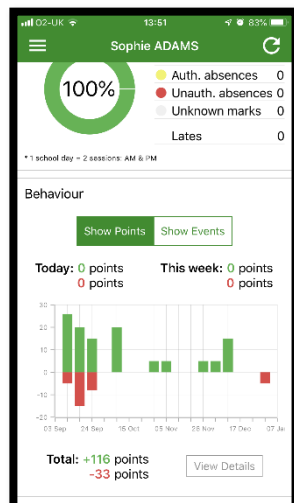 O2-UK 13:51 83%
Sophie ADAMS
100%
Auth. absences 0
Unauth. absences 0
Unknown marks 0
Lates 0
* 1 school day = 2 sessions: AM & PM
Behaviour
Show Points Show Events
Today: 0 points This week: 0 points
0 points 0 points
30
20
10
0
-10
-20
03 Sep 24 Sep 15 Oct 05 Nov 26 Nov 17 Dec 07 Ja
Total: +116 points
-33 points View Details